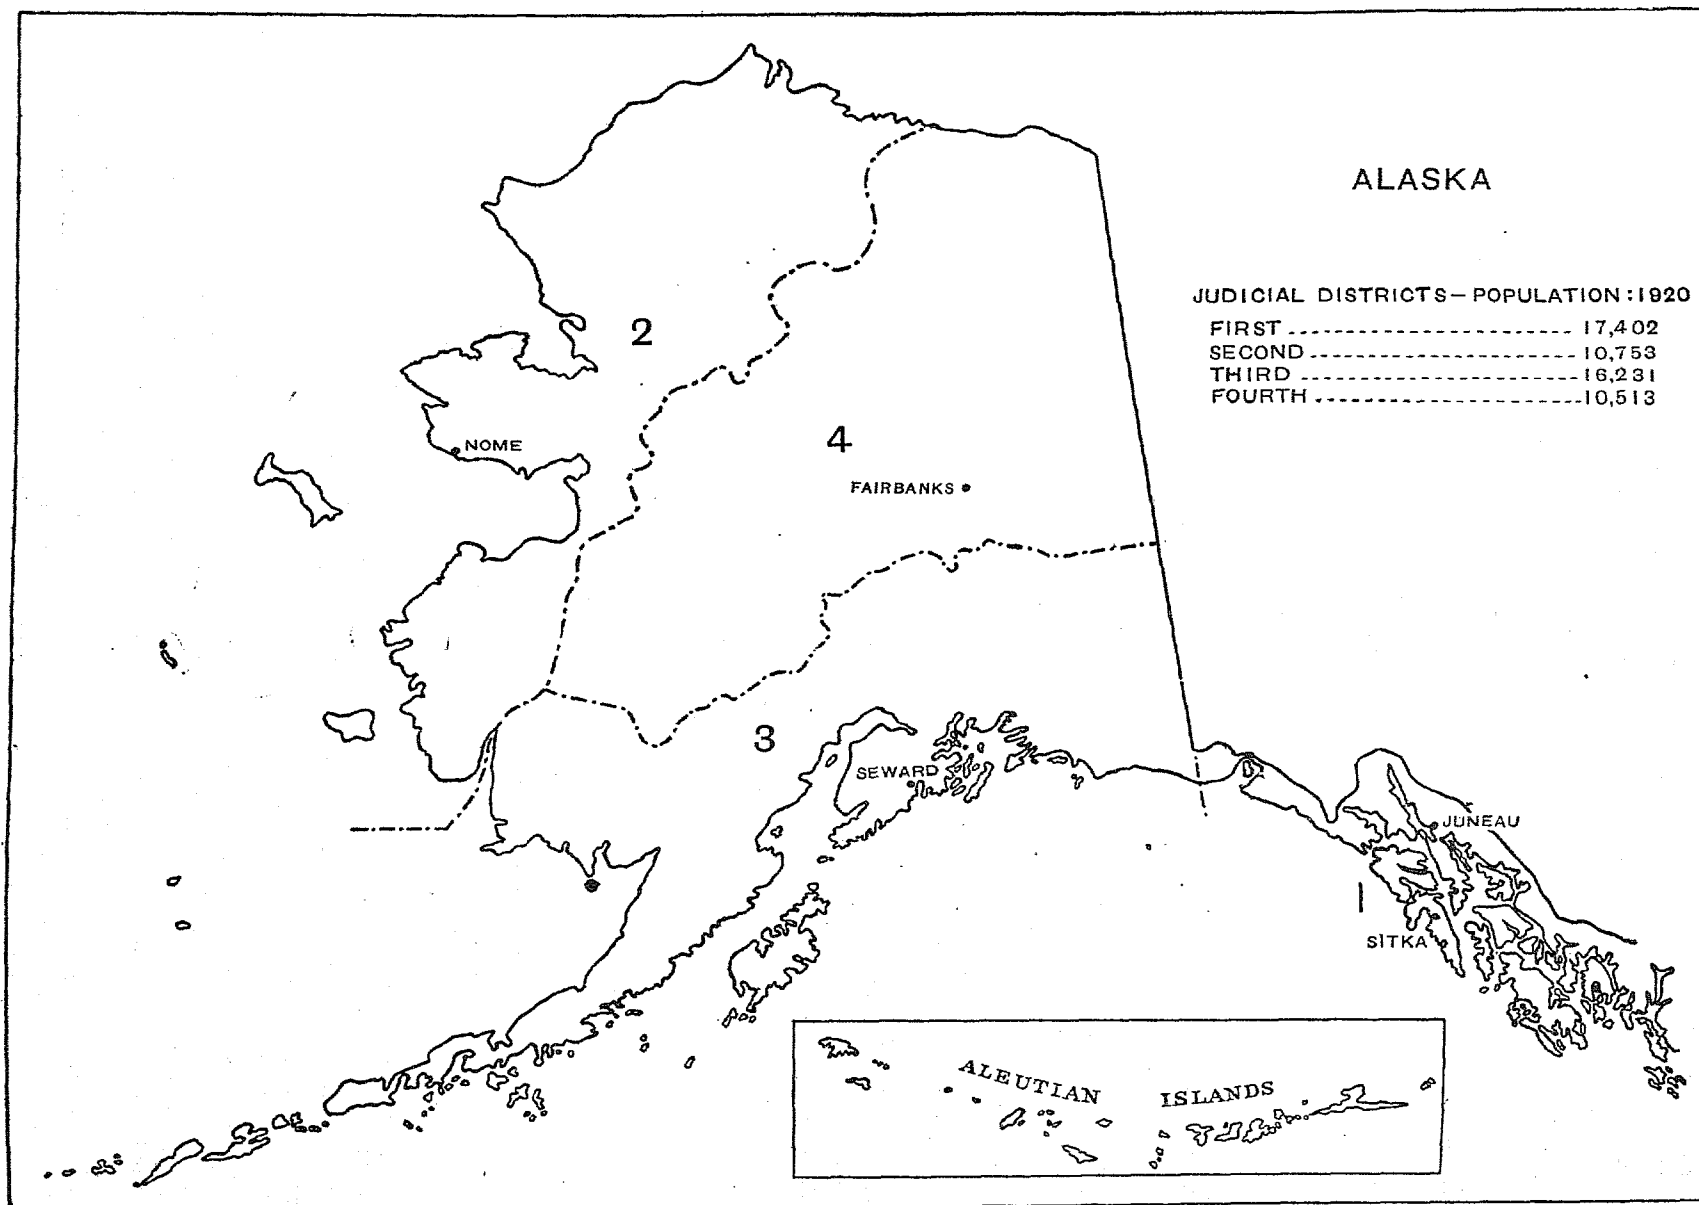 ALASKA
JUDICIAL DISTRICTS-POPULATION:1920
FIRST ------------------------- 17,402
SECOND ----------------------- 10,753
THIRD ------------------------ 16,231
FOURTH ----------------------- 10,513
2
NOME
4
FAIRBANKS
3
SEWARD
JUNEAU
1
SITKA
ALEUTIAN ISLANDS